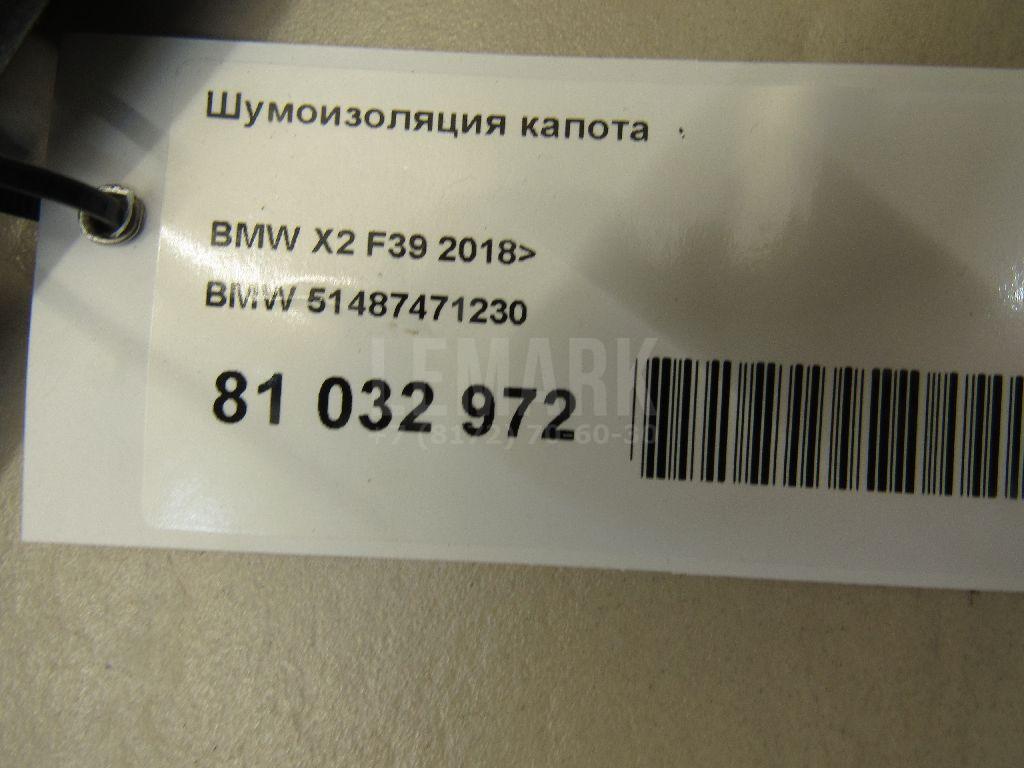 Шумоизоляция капота
BMW X2 F39 2018>
BMW 51487471230
81 032 972
LEMARK